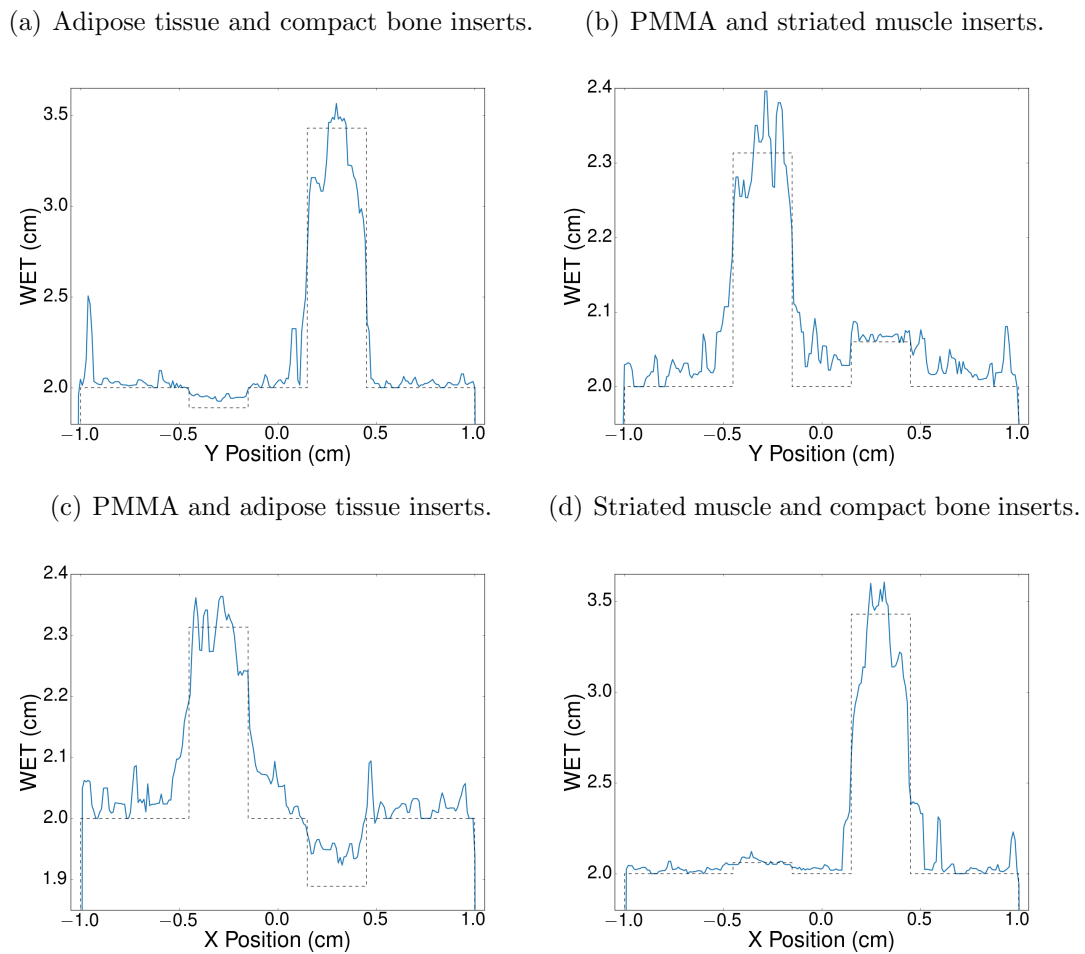 (a) Adipose tissue and compact bone inserts.
(b) PMMA and striated muscle inserts.
3.5
3.0
2.5
2.0
WET (cm)
−1.0 −0.5 0.0 0.5 1.0
Y Position (cm)
2.4
2.3
2.2
2.1
2.0
WET (cm)
−1.0 −0.5 0.0 0.5 1.0
Y Position (cm)
(c) PMMA and adipose tissue inserts.
(d) Striated muscle and compact bone inserts.
2.4
2.3
2.2
2.1
2.0
1.9
WET (cm)
−1.0 −0.5 0.0 0.5 1.0
X Position (cm)
3.5
3.0
2.5
2.0
WET (cm)
−1.0 −0.5 0.0 0.5 1.0
X Position (cm)